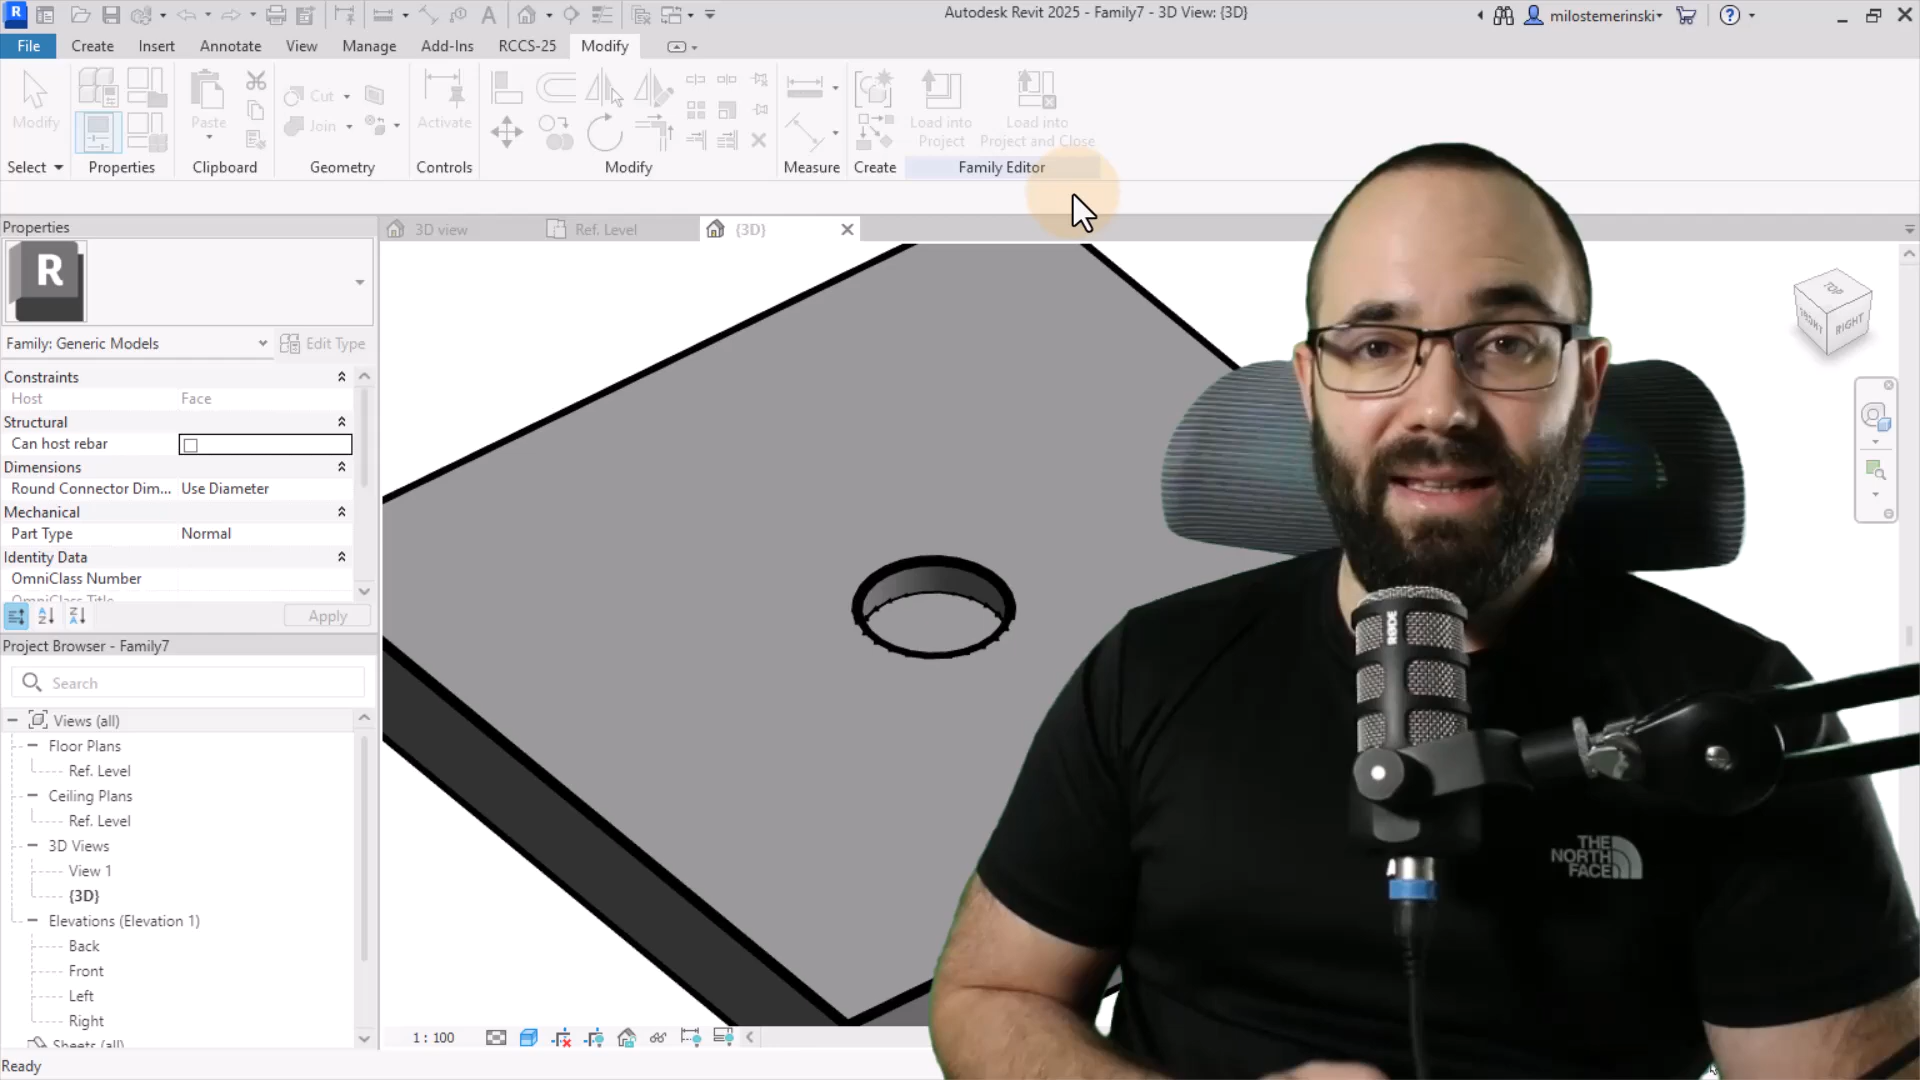 Autodesk Revit 2025 - Family7 - 3D View: {3D}
milostemerinski
File
Create
Insert
Annotate
View
Manage
Add-Ins
RCCS-25
Modify
Modify
Paste
Cut
Join
Activate
Load into
Project
Load into
Project and Close
Select
Properties
Clipboard
Geometry
Controls
Modify
Measure
Create
Family Editor
Properties
3D view
Ref. Level
{3D}
R
Family: Generic Models
Edit Type
Constraints
Host Face
Structural
Can host rebar
Dimensions
Round Connector Dim... Use Diameter
Mechanical
Part Type Normal
Identity Data
OmniClass Number
OmniClass Title
Apply
Project Browser - Family7
Search
Views (all)
Floor Plans
Ref. Level
Ceiling Plans
Ref. Level
3D Views
View 1
{3D}
Elevations (Elevation 1)
Back
Front
Left
Right
Sheets (all)
1 : 100
Ready
TOP
FRONT
RIGHT
RØDE
THE
NORTH
FACE